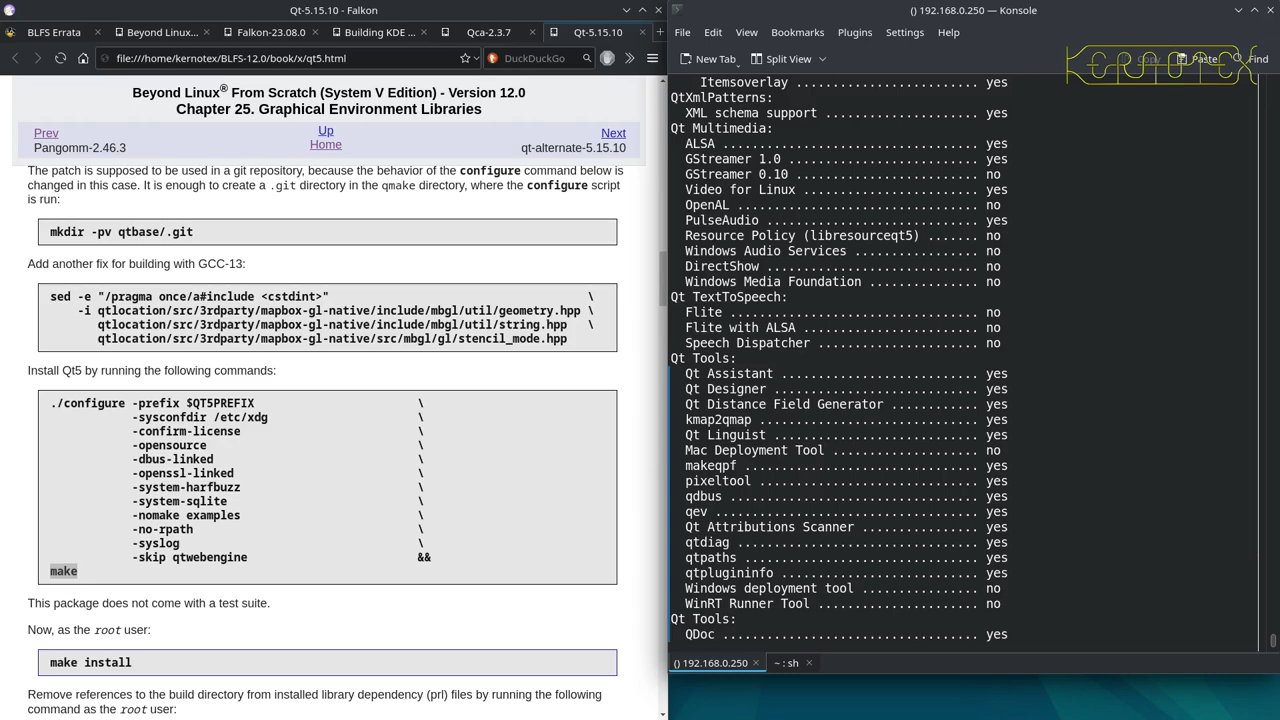 Qt-5.15.10 — Falkon
BLFS Errata
Beyond Linux...
Falkon-23.08.0
Building KDE ...
Qca-2.3.7
Qt-5.15.10
file:///home/kernotex/BLFS-12.0/book/x/qt5.html
DuckDuckGo
Beyond Linux® From Scratch (System V Edition) - Version 12.0
Chapter 25. Graphical Environment Libraries
Prev
Up
Next
Pangomm-2.46.3
Home
qt-alternate-5.15.10
The patch is supposed to be used in a git repository, because the behavior of the configure command below is
changed in this case. It is enough to create a .git directory in the qmake directory, where the configure script
is run:
mkdir -pv qtbase/.git
Add another fix for building with GCC-13:
sed -e "/pragma once/a#include <cstdint>" \
-i qtlocation/src/3rdparty/mapbox-gl-native/include/mbgl/util/geometry.hpp \
qtlocation/src/3rdparty/mapbox-gl-native/include/mbgl/util/string.hpp \
qtlocation/src/3rdparty/mapbox-gl-native/src/mbgl/gl/stencil_mode.hpp
Install Qt5 by running the following commands:
./configure -prefix $QT5PREFIX \
-sysconfdir /etc/xdg \
-confirm-license \
-opensource \
-dbus-linked \
-openssl-linked \
-system-harfbuzz \
-system-sqlite \
-nomake examples \
-no-rpath \
-syslog \
-skip qtwebengine &&
make
This package does not come with a test suite.
Now, as the root user:
make install
Remove references to the build directory from installed library dependency (prl) files by running the following
command as the root user:
() 192.168.0.250 — Konsole
File Edit View Bookmarks Plugins Settings Help
New Tab
Split View
Copy
Paste
Find
KERNOTEX
Itemsoverlay ....................... yes
QtXmlPatterns:
XML schema support ................... yes
Qt Multimedia:
ALSA ................................. yes
GStreamer 1.0 ........................ yes
GStreamer 0.10 ....................... no
Video for Linux ...................... yes
OpenAL ............................... no
PulseAudio ........................... yes
Resource Policy (libresourceqt5) ....... no
Windows Audio Services ............... no
DirectShow ........................... no
Windows Media Foundation ............. no
Qt TextToSpeech:
Flite ................................ no
Flite with ALSA ...................... no
Speech Dispatcher .................... no
Qt Tools:
Qt Assistant ......................... yes
Qt Designer .......................... yes
Qt Distance Field Generator .......... yes
kmap2qmap ............................ yes
Qt Linguist .......................... yes
Mac Deployment Tool .................. no
makeqpf .............................. yes
pixeltool ............................ yes
qdbus ................................ yes
qev .................................. yes
Qt Attributions Scanner .............. yes
qtdiag ............................... yes
qtpaths .............................. yes
qtplugininfo ......................... yes
Windows deployment tool .............. no
WinRT Runner Tool .................... no
Qt Tools:
QDoc ................................. yes
() 192.168.0.250
~ : sh